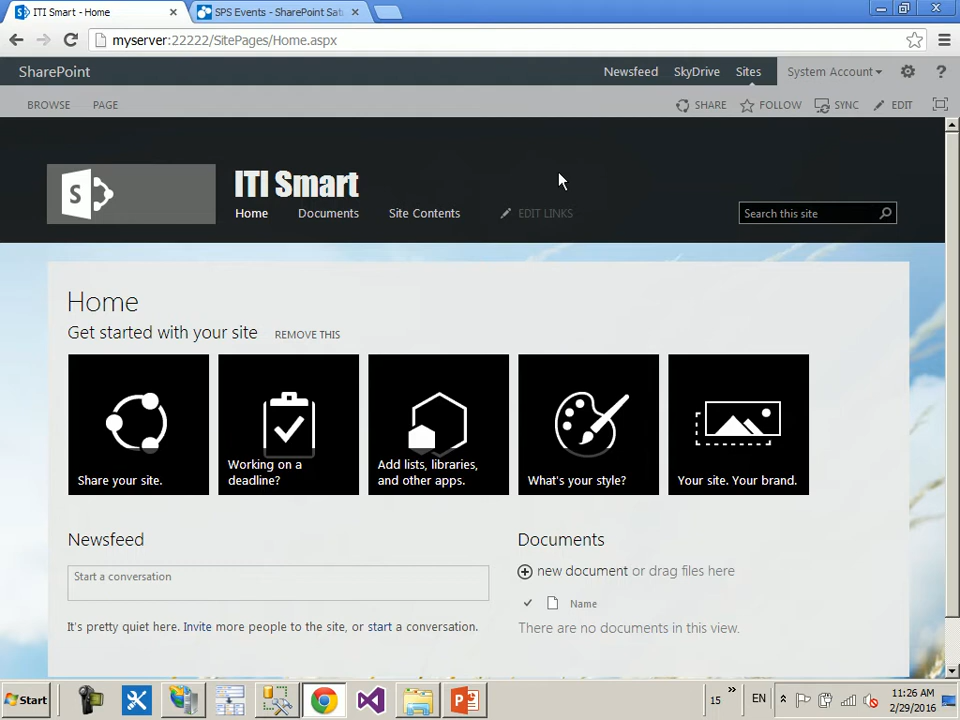 ITI Smart - Home
SPS Events - SharePoint Satu
myserver:22222/SitePages/Home.aspx
SharePoint
Newsfeed
SkyDrive
Sites
System Account
?
BROWSE
PAGE
SHARE
FOLLOW
SYNC
EDIT
S
ITI Smart
Home
Documents
Site Contents
EDIT LINKS
Search this site
Home
Get started with your site
REMOVE THIS
Share your site.
Working on a
deadline?
Add lists, libraries,
and other apps.
What's your style?
Your site. Your brand.
Newsfeed
Start a conversation
It's pretty quiet here. Invite more people to the site, or start a conversation.
Documents
new document or drag files here
Name
There are no documents in this view.
Start
15
»
EN
11:26 AM
2/29/2016